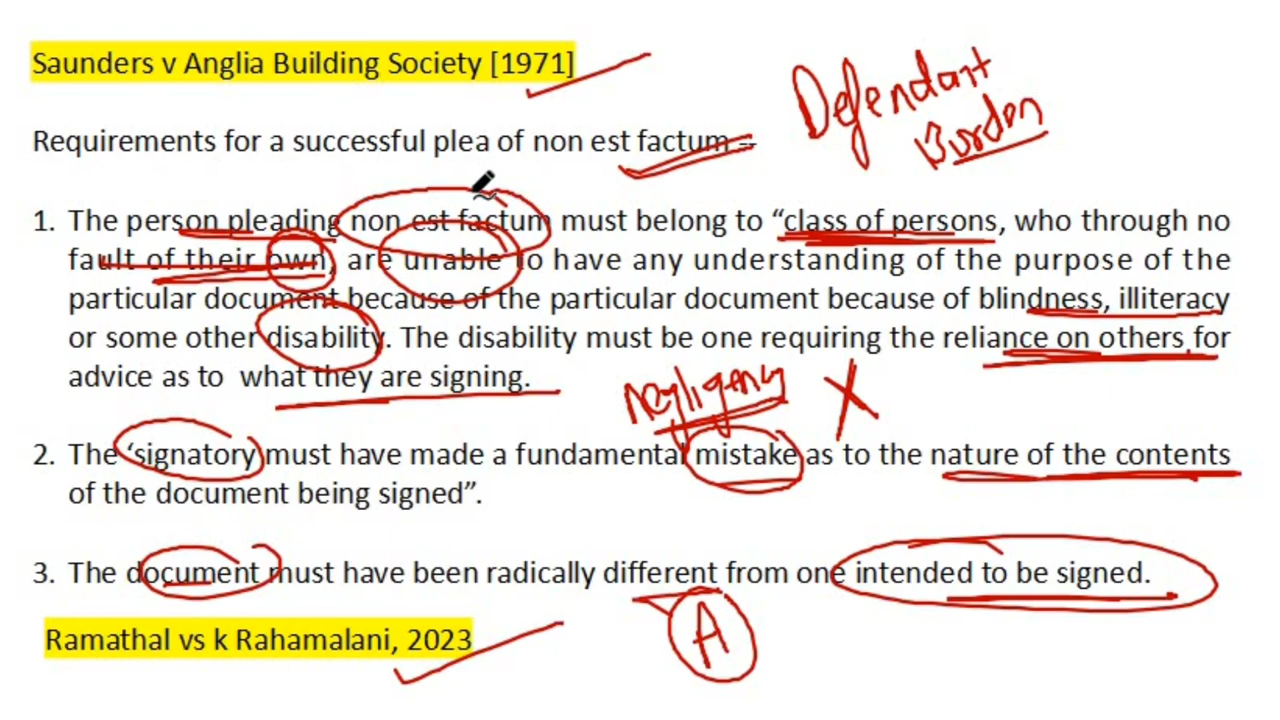 Saunders v Anglia Building Society [1971]
Defendant
Burden
Requirements for a successful plea of non est factum –
1. The person pleading non est factum must belong to “class of persons, who through no
fault of their own, are unable to have any understanding of the purpose of the
particular document because of the particular document because of blindness, illiteracy
or some other disability. The disability must be one requiring the reliance on others for
advice as to what they are signing.
Negligency X
2. The ‘signatory must have made a fundamental mistake as to the nature of the contents
of the document being signed”.
3. The document must have been radically different from one intended to be signed.
A
Ramathal vs k Rahamalani, 2023